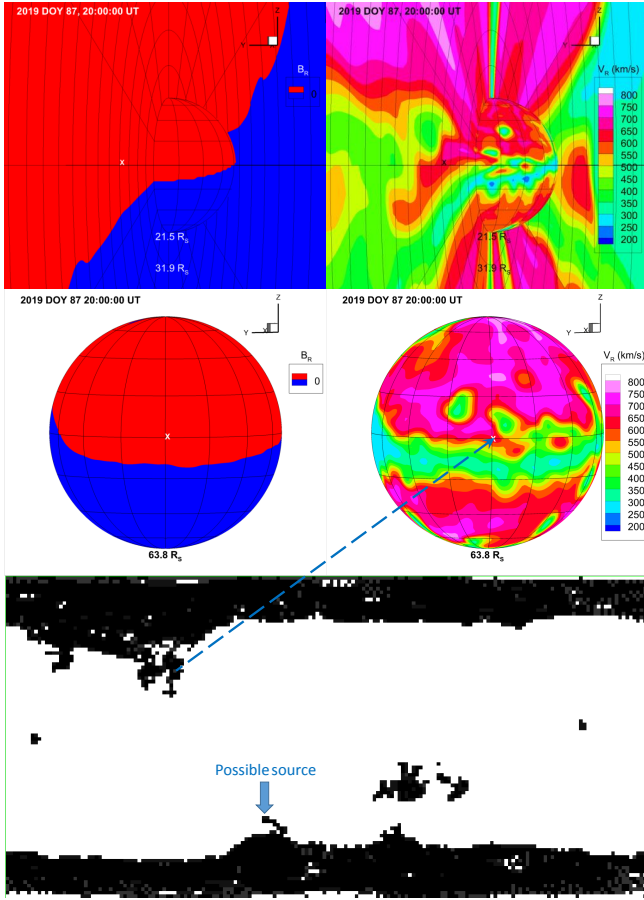 2019 DOY 87, 20:00:00 UT
Z
Y
B_R
0
X
21.5 R_S
31.9 R_S
2019 DOY 87, 20:00:00 UT
Z
Y
V_R (km/s)
800
750
700
650
600
550
500
450
400
350
300
250
200
X
21.5 R_S
31.9 R_S
2019 DOY 87 20:00:00 UT
Z
Y X
B_R
0
X
63.8 R_S
2019 DOY 87 20:00:00 UT
Z
Y X
V_R (km/s)
800
750
700
650
600
550
500
450
400
350
300
250
200
X
63.8 R_S
Possible source